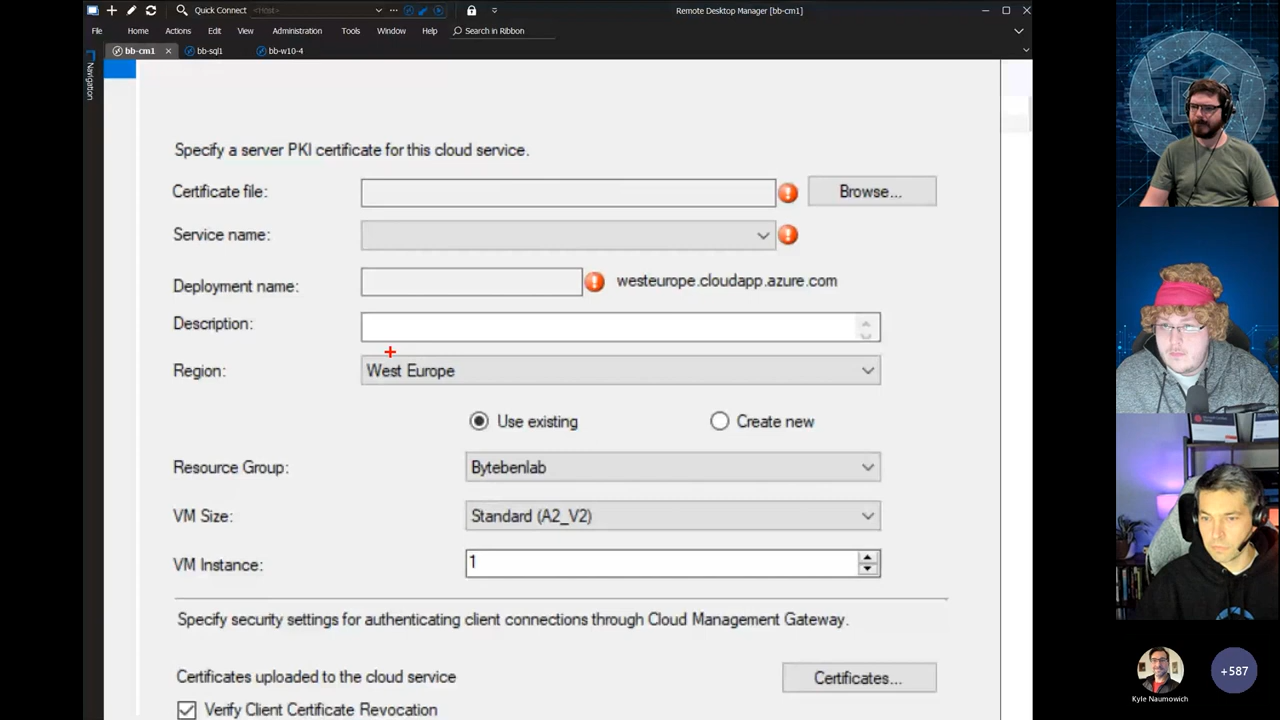 Quick Connect <Host> Remote Desktop Manager [bb-cm1]
File Home Actions Edit View Administration Tools Window Help Search in Ribbon
bb-cm1 bb-sql1 bb-w10-4
Navigation
Specify a server PKI certificate for this cloud service.
Certificate file: Browse...
Service name:
Deployment name: westeurope.cloudapp.azure.com
Description:
Region: West Europe
Use existing Create new
Resource Group: Bytebenlab
VM Size: Standard (A2_V2)
VM Instance: 1
Specify security settings for authenticating client connections through Cloud Management Gateway.
Certificates uploaded to the cloud service Certificates...
Verify Client Certificate Revocation
Kyle Naumowich
+587